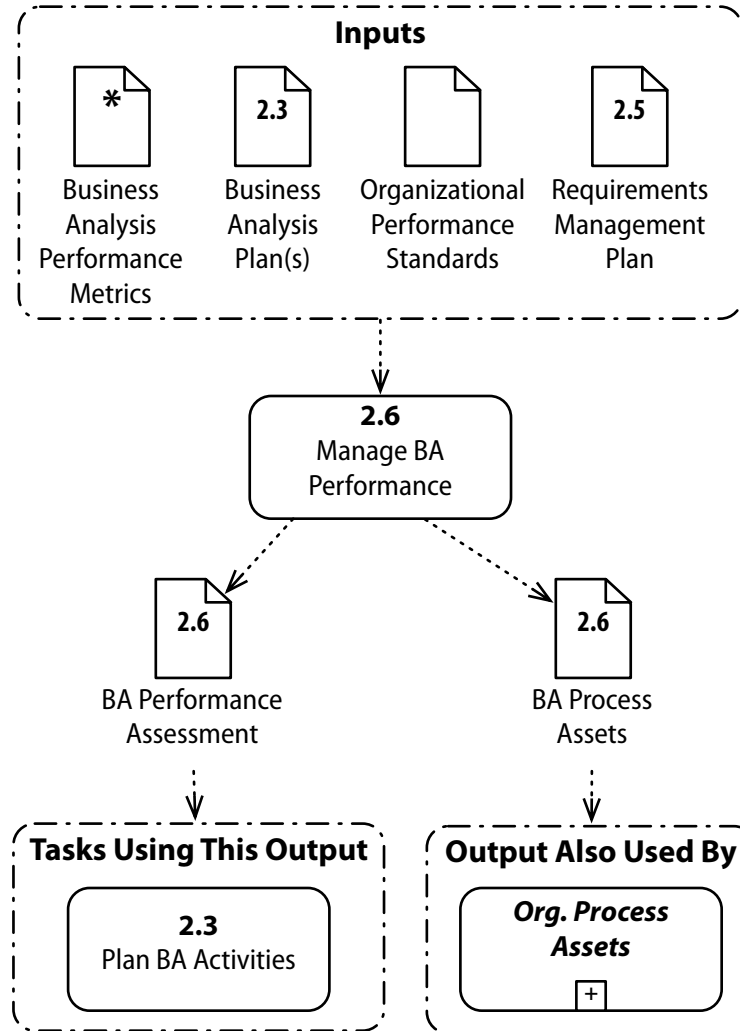 Inputs
*
2.3
2.5
Business
Analysis
Performance
Metrics
Business
Analysis
Plan(s)
Organizational
Performance
Standards
Requirements
Management
Plan
2.6
Manage BA
Performance
2.6
BA Performance
Assessment
2.6
BA Process
Assets
Tasks Using This Output
2.3
Plan BA Activities
Output Also Used By
Org. Process
Assets
+